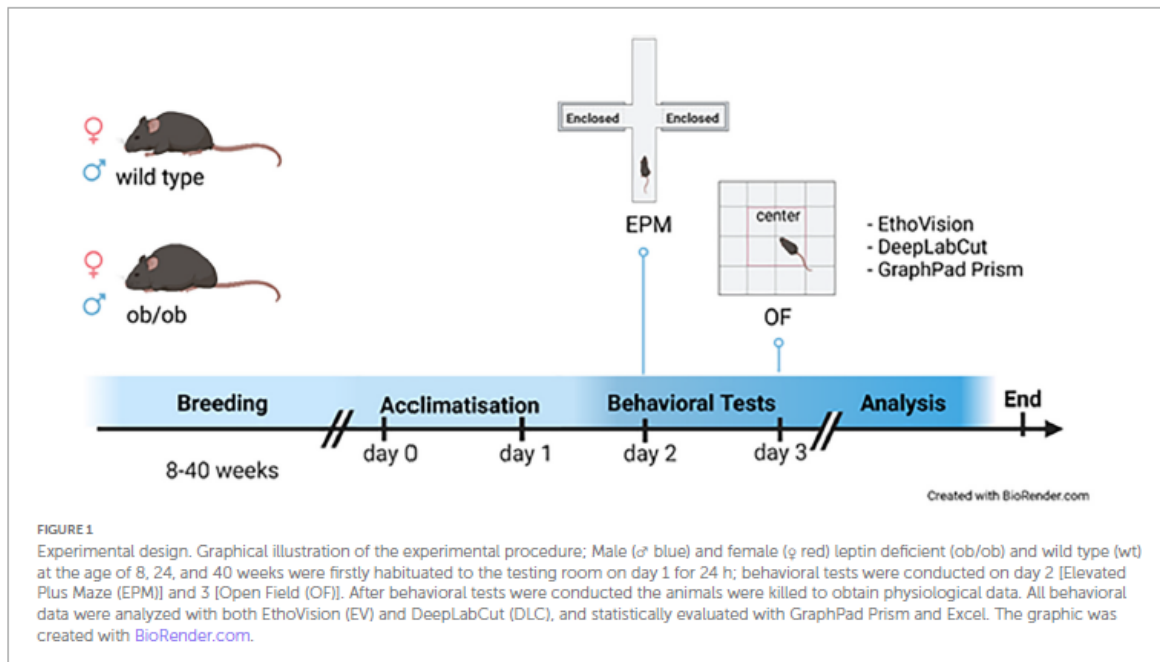 Enclosed
Enclosed
♀
♂ wild type
EPM
center
- EthoVision
- DeepLabCut
- GraphPad Prism
♀
♂ ob/ob
OF
Breeding
Acclimatisation
Behavioral Tests
Analysis
End
8-40 weeks
day 0
day 1
day 2
day 3
Created with BioRender.com
FIGURE 1
Experimental design. Graphical illustration of the experimental procedure; Male (♂ blue) and female (♀ red) leptin deficient (ob/ob) and wild type (wt)
at the age of 8, 24, and 40 weeks were firstly habituated to the testing room on day 1 for 24 h; behavioral tests were conducted on day 2 [Elevated
Plus Maze (EPM)] and 3 [Open Field (OF)]. After behavioral tests were conducted the animals were killed to obtain physiological data. All behavioral
data were analyzed with both EthoVision (EV) and DeepLabCut (DLC), and statistically evaluated with GraphPad Prism and Excel. The graphic was
created with BioRender.com.